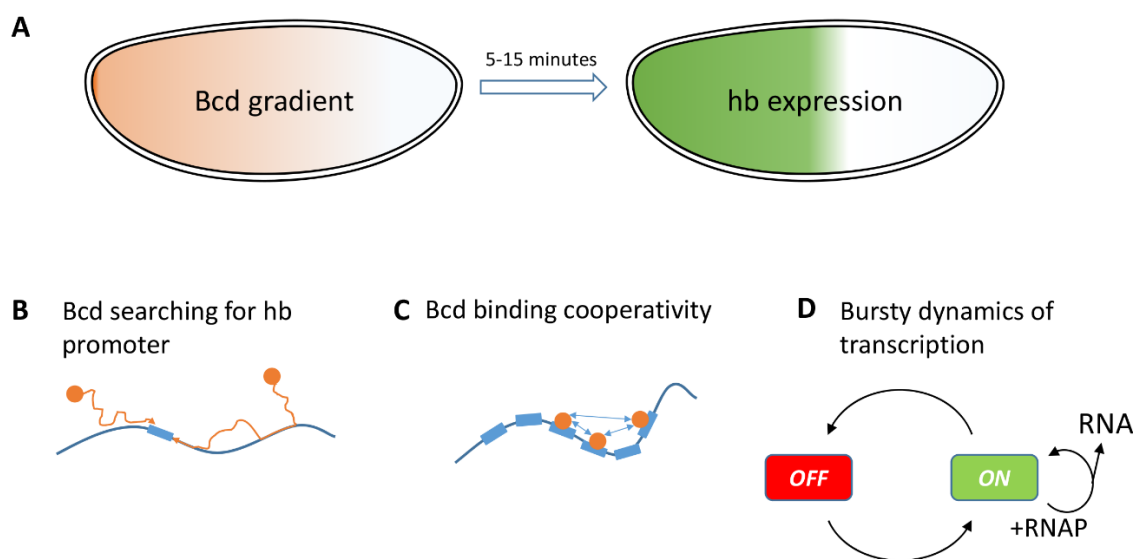 A
Bcd gradient
5-15 minutes
hb expression
B
Bcd searching for hb
promoter
C
Bcd binding cooperativity
D
Bursty dynamics of
transcription
OFF
ON
RNA
+RNAP